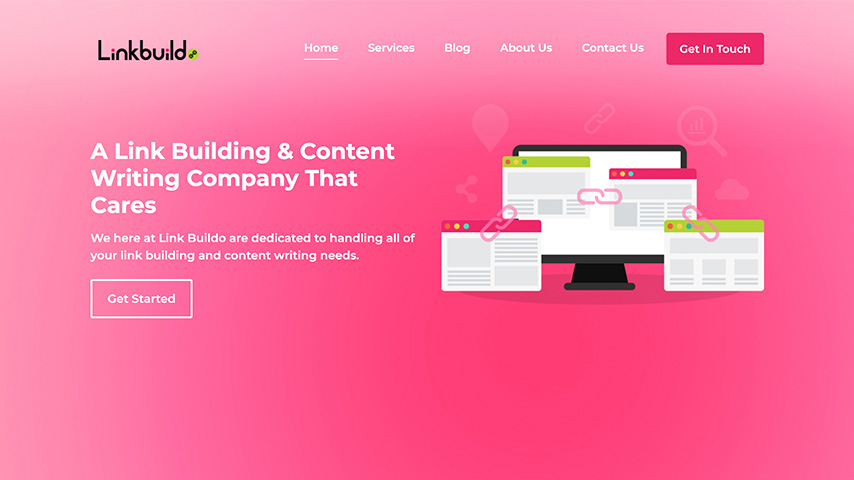 Linkbuildo
Home
Services
Blog
About Us
Contact Us
Get In Touch
A Link Building & Content
Writing Company That
Cares
We here at Link Buildo are dedicated to handling all of
your link building and content writing needs.
Get Started